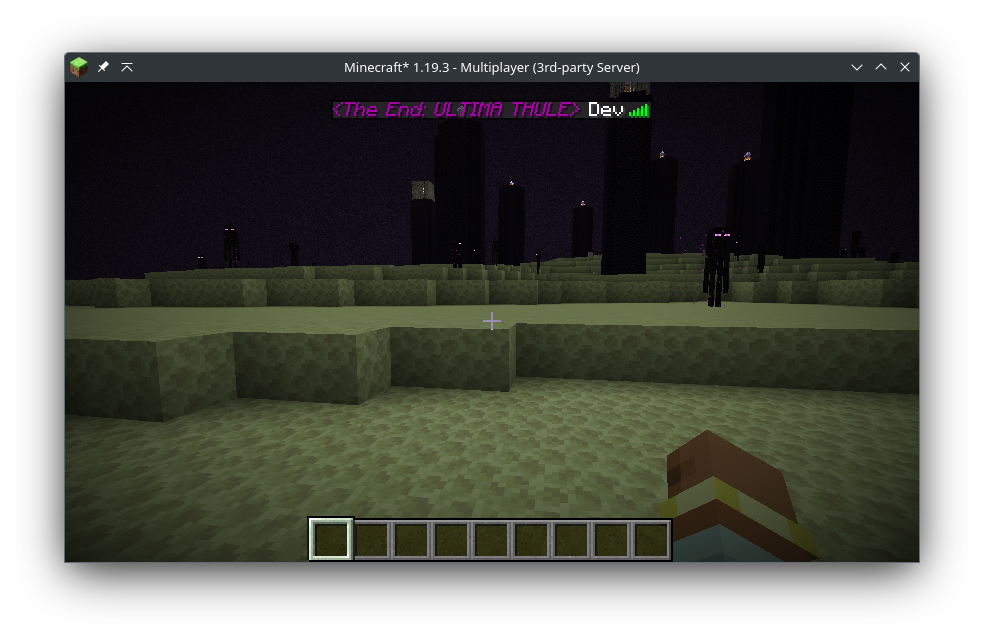 Minecraft* 1.19.3 - Multiplayer (3rd-party Server)
<The End: ULTIMA THULE> Dev